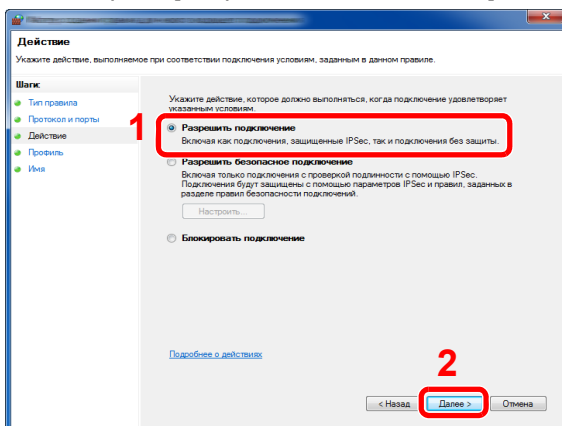 Действие
Укажите действие, выполняемое при соответствии подключения условиям, заданным в данном правиле.
Шаги:
Тип правила
Протокол и порты
Действие
Профиль
Имя
1
Укажите действие, которое должно выполняться, когда подключение удовлетворяет
указанным условиям.
Разрешить подключение
Включая как подключения, защищенные IPSec, так и подключения без защиты.
Разрешить безопасное подключение
Включая только подключения с проверкой подлинности с помощью IPSec.
Подключения будут защищены с помощью параметров IPSec и правил, заданных в
разделе правил безопасности подключений.
Настроить...
Блокировать подключение
Подробнее о действиях
2
< Назад Далее > Отмена